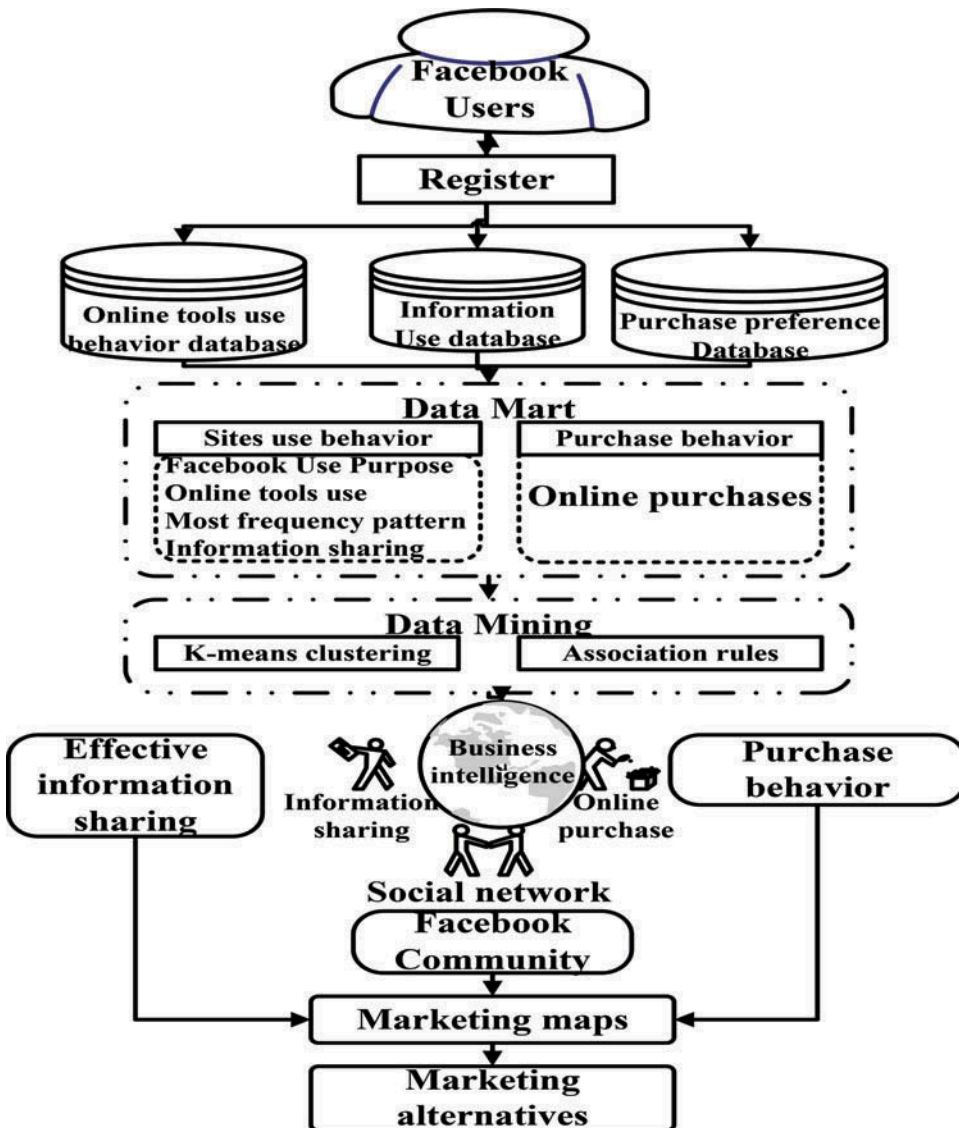 Facebook
Users
Register
Online tools use
behavior database
Information
Use database
Purchase preference
Database
Data Mart
Sites use behavior
Facebook Use Purpose
Online tools use
Most frequency pattern
Information sharing
Purchase behavior
Online purchases
Data Mining
K-means clustering
Association rules
Effective
information
sharing
Business
intelligence
Information
sharing
Online
purchase
Purchase
behavior
Social network
Facebook
Community
Marketing maps
Marketing
alternatives